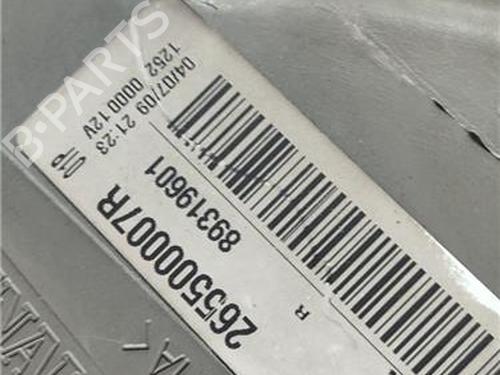 B-PARTS
04/07/09 21:23
1252 0000 12V
89319601
265500007R
R